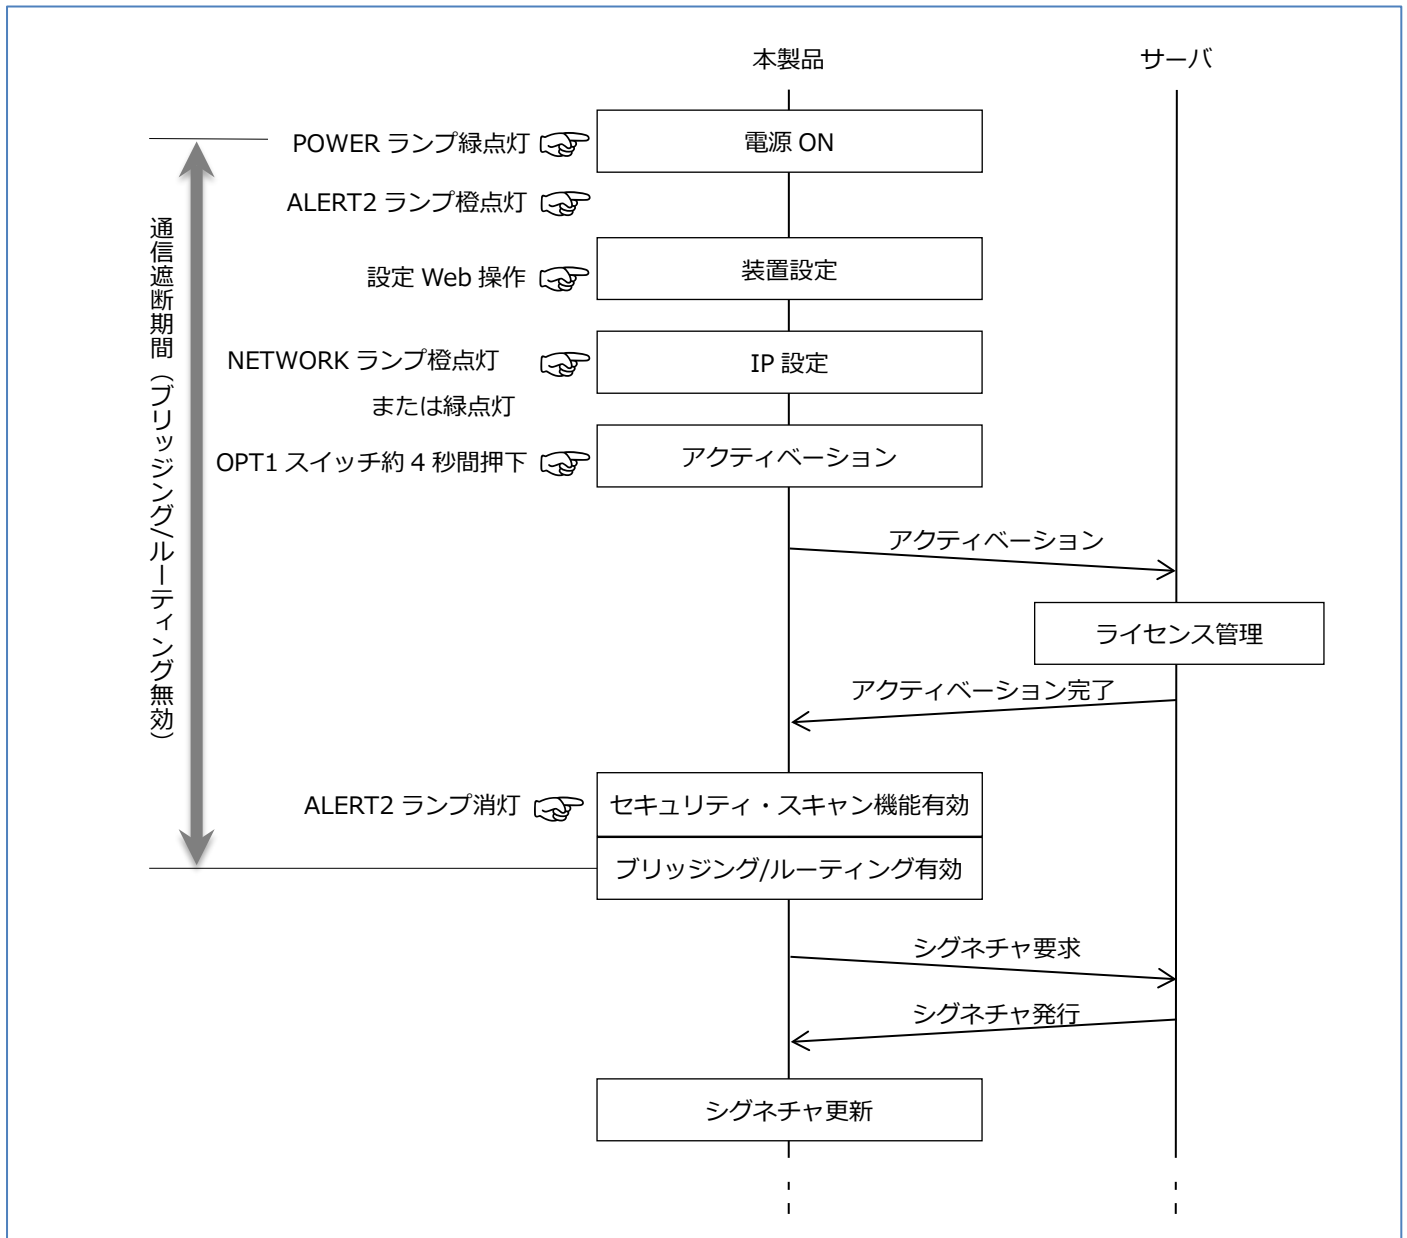 本製品
サーバ
POWER ランプ緑点灯
電源 ON
ALERT2 ランプ橙点灯
設定 Web 操作
装置設定
NETWORK ランプ橙点灯
または緑点灯
IP 設定
OPT1 スイッチ約 4 秒間押下
アクティベーション
通信遮断期間（ブリッジング/ルーティング無効）
アクティベーション
ライセンス管理
アクティベーション完了
ALERT2 ランプ消灯
セキュリティ・スキャン機能有効
ブリッジング/ルーティング有効
シグネチャ要求
シグネチャ発行
シグネチャ更新